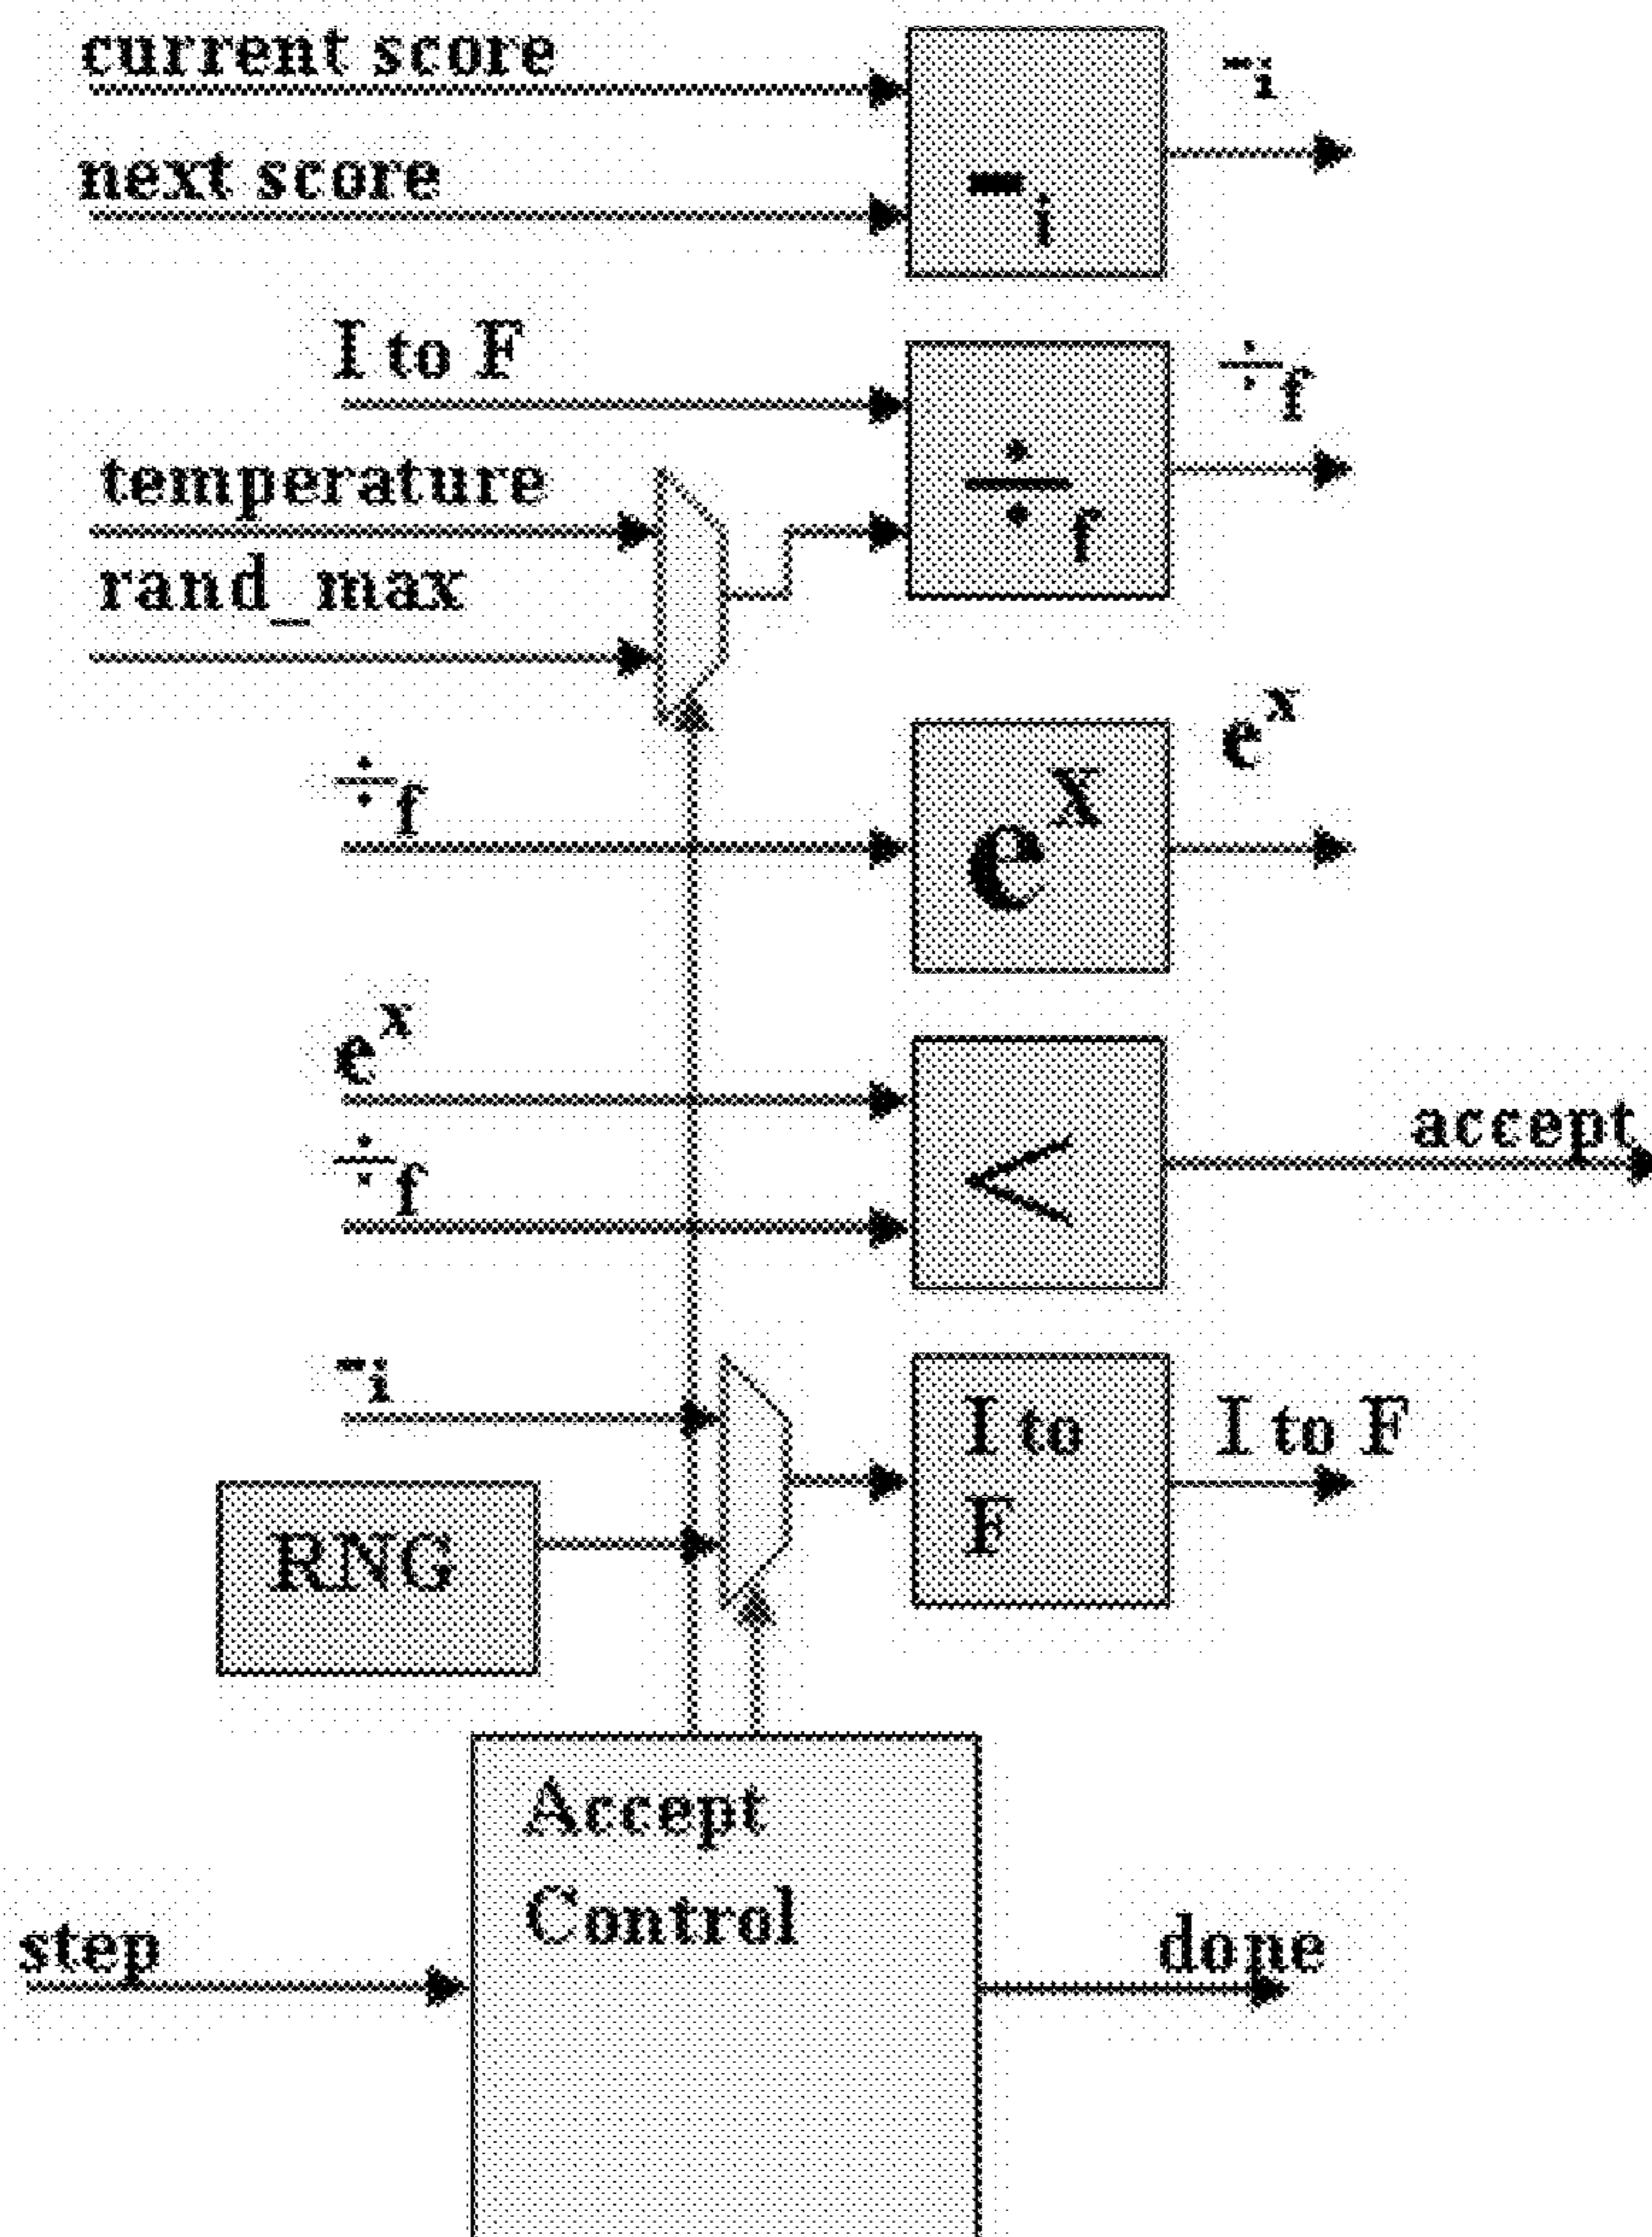 current score
-i
next score
-i
I to F
÷f
temperature
÷f
rand_max
e^x
÷f
e^x
e^x
accept
÷f
<
-i
I to
F
I to F
RNG
Accept
Control
step
done